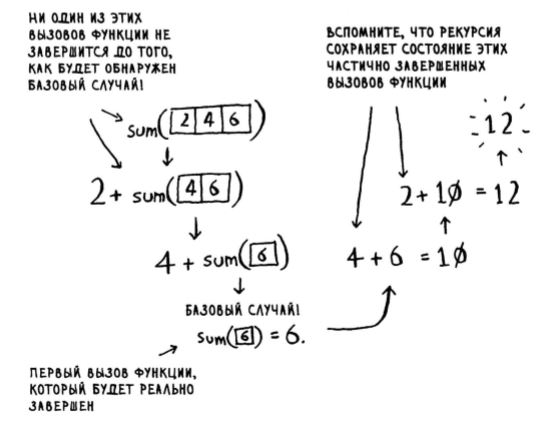 НИ ОДИН ИЗ ЭТИХ
ВЫЗОВОВ ФУНКЦИИ НЕ
ЗАВЕРШИТСЯ ДО ТОГО,
КАК БУДЕТ ОБНАРУЖЕН
БАЗОВЫЙ СЛУЧАЙ!
sum(2 4 6)
2 + sum(4 6)
4 + sum(6)
БАЗОВЫЙ СЛУЧАЙ!
sum(6) = 6.
ПЕРВЫЙ ВЫЗОВ ФУНКЦИИ,
КОТОРЫЙ БУДЕТ РЕАЛЬНО
ЗАВЕРШЕН
ВСПОМНИТЕ, ЧТО РЕКУРСИЯ
СОХРАНЯЕТ СОСТОЯНИЕ ЭТИХ
ЧАСТИЧНО ЗАВЕРШЕННЫХ
ВЫЗОВОВ ФУНКЦИИ
12
2 + 10 = 12
4 + 6 = 10